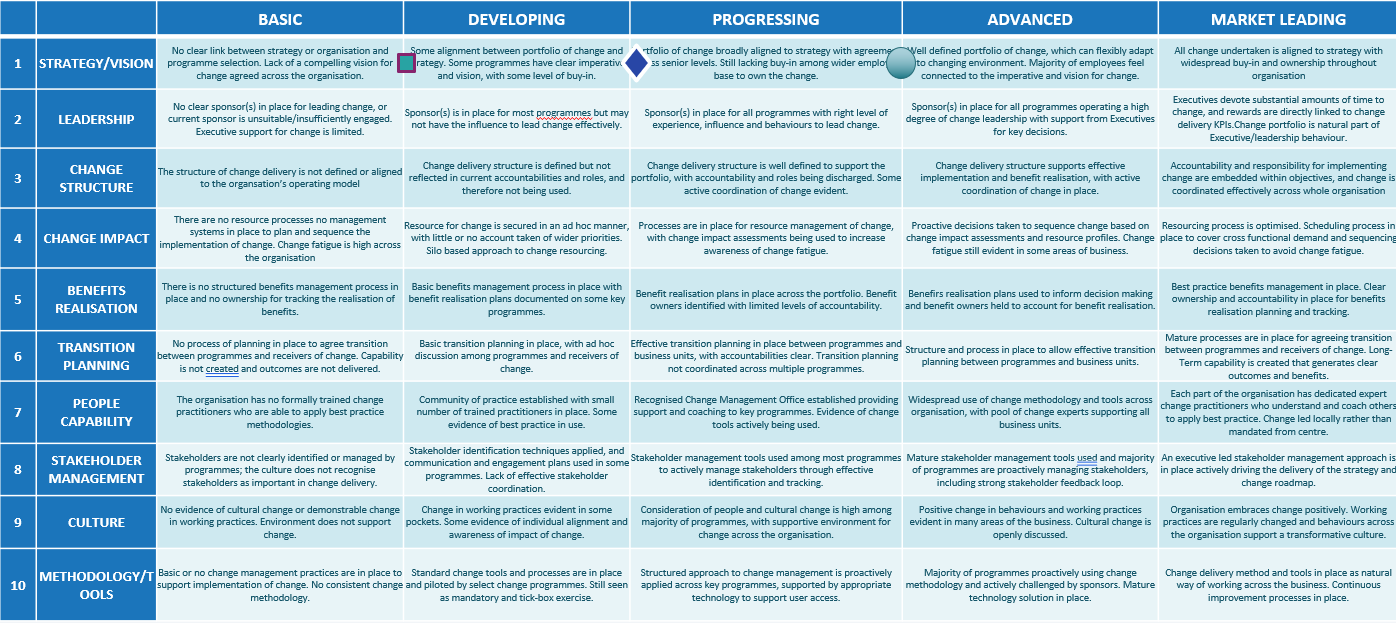 BASIC DEVELOPING PROGRESSING ADVANCED MARKET LEADING
1
STRATEGY/VISION
No clear link between strategy or organisation and
programme selection. Lack of a compelling vision for
change agreed across the organisation.
Some alignment between portfolio of change and
rategy. Some programmes have clear imperativ
and vision, with some level of buy-in.
rtfolio of change broadly aligned to strategy with agreeme
ss senior levels. Still lacking buy-in among wider employ
base to own the change.
Well defined portfolio of change, which can flexibly adapt
to changing environment. Majority of employees feel
connected to the imperative and vision for change.
All change undertaken is aligned to strategy with
widespread buy-in and ownership throughout
organisation
2
LEADERSHIP
No clear sponsor(s) in place for leading change, or
current sponsor is unsuitable/insufficiently engaged.
Executive support for change is limited.
Sponsor(s) is in place for most programmes but may
not have the influence to lead change effectively.
Sponsor(s) in place for all programmes with right level of
experience, influence and behaviours to lead change.
Sponsor(s) in place for all programmes operating a high
degree of change leadership with support from Executives
for key decisions.
Executives devote substantial amounts of time to
change, and rewards are directly linked to change
delivery KPIs.Change portfolio is natural part of
Executive/leadership behaviour.
3
CHANGE
STRUCTURE
The structure of change delivery is not defined or aligned
to the organsation's operating model
Change delivery structure is defined but not
reflected in current accountabilities and roles, and
therefore not being used.
Change delivery structure is well defined to support the
portfolio, with accountability and roles being discharged. Some
active coordination of change evident.
Change delivery structure supports effective
implementation and benefit realisation, with active
coordination of change in place.
Accountability and responsibility for implementing
change are embedded within objectives, and change is
coordinated effectively across whole organisation
4
CHANGE IMPACT
There are no resource processes no management
systems in place to plan and sequence the
implementation of change. Change fatigue is high across
the organisation
Resource for change is secured in an ad hoc manner,
with little or no account taken of wider priorities.
Silo based approach to change resourcing.
Processes are in place for resource management of change,
with change impact assessments being used to increase
awareness of change fatigue.
Proactive decisions taken to sequence change based on
change impact assessments and resource profiles. Change
fatigue still evident in some areas of business.
Resourcing process is optimised. Scheduling process in
place to cover cross functional demand and sequencing
decisions taken to avoid change fatigue.
5
BENEFITS
REALISATION
There is no structured benefits management process in
place and no ownership for tracking the realisation of
benefits.
Basic benefits management process in place with
benefit realisation plans documented on some key
programmes.
Benefit realisation plans in place across the portfolio. Benefit
owners identified with limited levels of accountability.
Benefirs realisation plans used to inform decision making
and benefit owners held to account for benefit realisation.
Best practice benefits management in place. Clear
ownership and accountability in place for benefits
realisation planning and tracking.
6
TRANSITION
PLANNING
No process of planning in place to agree transition
between programmes and receivers of change. Capability
is not created and outcomes are not delivered.
Basic transition planning in place, with ad hoc
discussion among programmes and receivers of
change.
Effective transition planning in place between programmes and
business units, with accountabilities clear. Transition planning
not coordinated across multiple programmes.
Structure and process in place to allow effective transition
planning between programmes and business units.
Mature processes are in place for agreeing transition
between programmes and receivers of change. Long-
Term capability is created that generates clear
outcomes and benefits.
7
PEOPLE
CAPABILITY
The organisation has no formally trained change
practitioners who are able to apply best practice
methodologies.
Community of practice established with small
number of trained practitioners in place. Some
evidence of best practice in use.
Recognised Change Management Office established providing
support and coaching to key programmes. Evidence of change
tools actively being used.
Widespread use of change methodology and tools across
organisation, with pool of change experts supporting all
business units.
Each part of the organisation has dedicated expert
change practitioners who understand and coach others
to apply best practice. Change led locally rather than
mandated from centre.
8
STAKEHOLDER
MANAGEMENT
Stakeholders are not clearly identified or managed by
programmes; the culture does not recognise
stakeholders as important in change delivery.
Stakeholder identification techniques applied, and
communication and engagement plans used in some
programmes. Lack of effective stakeholder
coordination.
Stakeholder management tools used among most programmes
to actively manage stakeholders through effective
identification and tracking.
Mature stakeholder management tools used and majority
of programmes are proactively managing stakeholders,
including strong stakeholder feedback loop.
An executive led stakeholder management approach is
in place actively driving the delivery of the strategy and
change roadmap.
9
CULTURE
No evidence of cultural change or demonstrable change
in working practices. Environment does not support
change.
Change in working practices evident in some
pockets. Some evidence of individual alignment and
awareness of impact of change.
Consideration of people and cultural change is high among
majority of programmes, with supportive environment for
change across the organisation.
Positive change in behaviours and working practices
evident in many areas of the business. Cultural change is
openly discussed.
Organisation embraces change positively. Working
practices are regularly changed and behaviours across
the organisation support a transformative culture.
10
METHODOLOGY/T
OOLS
Basic or no change management practices are in place to
support implementation of change. No consistent change
methodology.
Standard change tools and processes are in place
and piloted by select change programmes. Still seen
as mandatory and tick-box exercise.
Structured approach to change management is proactively
applied across key programmes, supported by appropriate
technology to support user access.
Majority of programmes proactively using change
methodology and actively challenged by sponsors. Mature
technology solution in place.
Change delivery method and tools in place as natural
way of working across the business. Continuous
improvement processes in place.